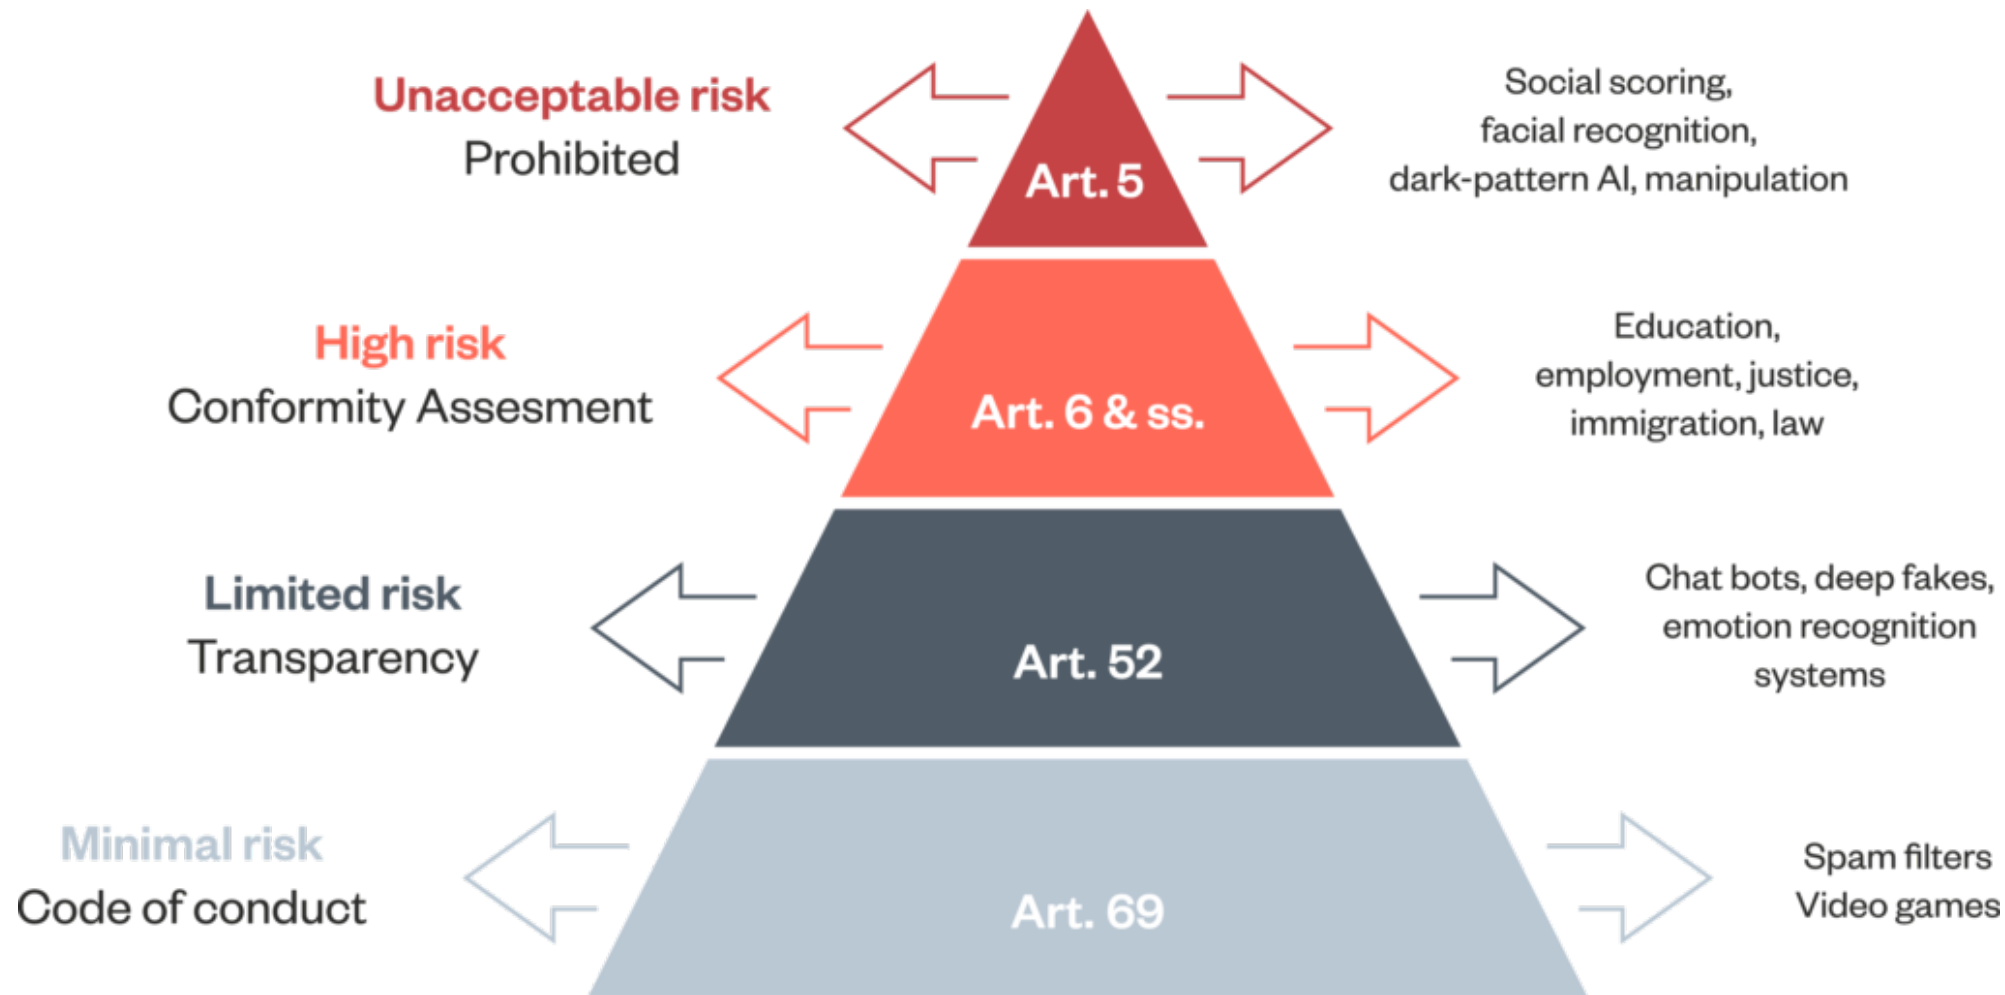 Unacceptable risk
Prohibited
Art. 5
Social scoring,
facial recognition,
dark-pattern AI, manipulation
High risk
Conformity Assesment
Art. 6 & ss.
Education,
employment, justice,
immigration, law
Limited risk
Transparency
Art. 52
Chat bots, deep fakes,
emotion recognition
systems
Minimal risk
Code of conduct
Art. 69
Spam filters
Video games